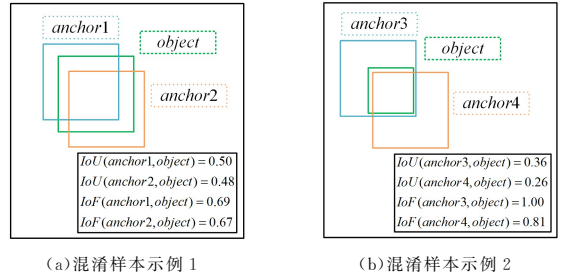 anchor1
object
anchor2
IoU(anchor1,object)=0.50
IoU(anchor2,object)=0.48
IoF(anchor1,object)=0.69
IoF(anchor2,object)=0.67
(a)混淆样本示例1
anchor3
object
anchor4
IoU(anchor3,object)=0.36
IoU(anchor4,object)=0.26
IoF(anchor3,object)=1.00
IoF(anchor4,object)=0.81
(b)混淆样本示例2